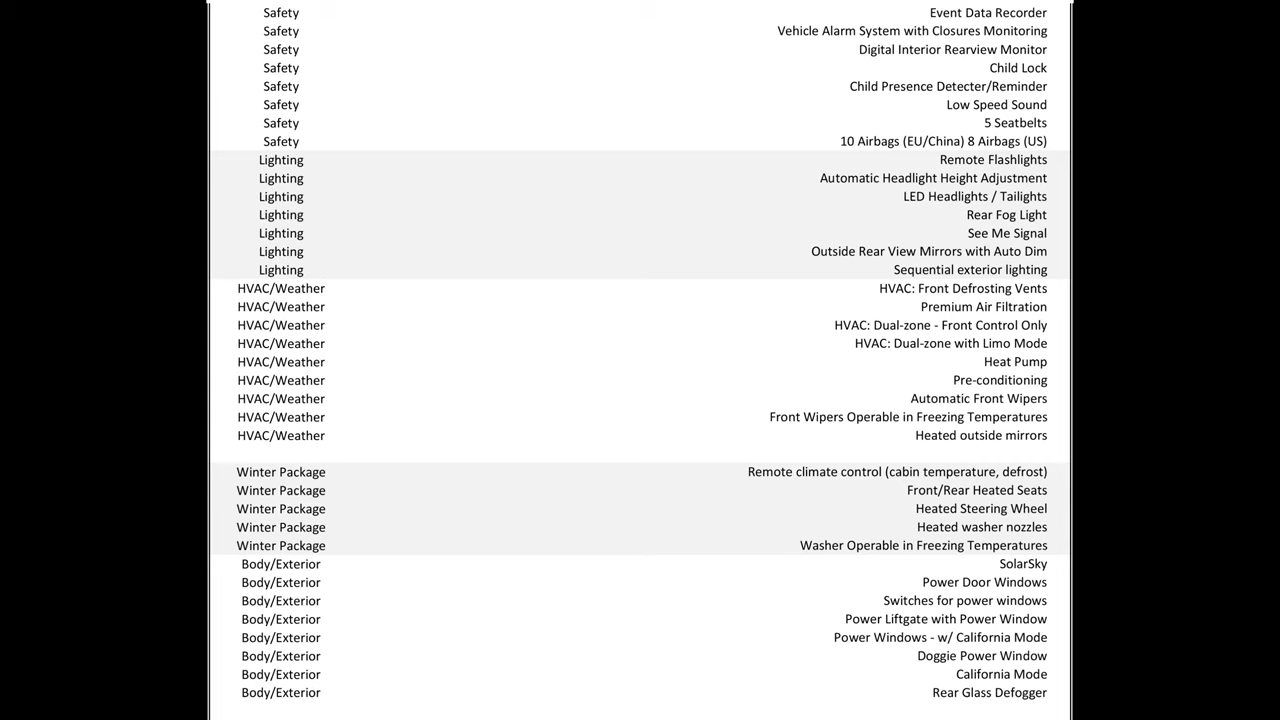 Safety Event Data Recorder
Safety Vehicle Alarm System with Closures Monitoring
Safety Digital Interior Rearview Monitor
Safety Child Lock
Safety Child Presence Detecter/Reminder
Safety Low Speed Sound
Safety 5 Seatbelts
Safety 10 Airbags (EU/China) 8 Airbags (US)
Lighting Remote Flashlights
Lighting Automatic Headlight Height Adjustment
Lighting LED Headlights / Tailights
Lighting Rear Fog Light
Lighting See Me Signal
Lighting Outside Rear View Mirrors with Auto Dim
Lighting Sequential exterior lighting
HVAC/Weather HVAC: Front Defrosting Vents
HVAC/Weather Premium Air Filtration
HVAC/Weather HVAC: Dual-zone - Front Control Only
HVAC/Weather HVAC: Dual-zone with Limo Mode
HVAC/Weather Heat Pump
HVAC/Weather Pre-conditioning
HVAC/Weather Automatic Front Wipers
HVAC/Weather Front Wipers Operable in Freezing Temperatures
HVAC/Weather Heated outside mirrors
Winter Package Remote climate control (cabin temperature, defrost)
Winter Package Front/Rear Heated Seats
Winter Package Heated Steering Wheel
Winter Package Heated washer nozzles
Winter Package Washer Operable in Freezing Temperatures
Body/Exterior SolarSky
Body/Exterior Power Door Windows
Body/Exterior Switches for power windows
Body/Exterior Power Liftgate with Power Window
Body/Exterior Power Windows - w/ California Mode
Body/Exterior Doggie Power Window
Body/Exterior California Mode
Body/Exterior Rear Glass Defogger